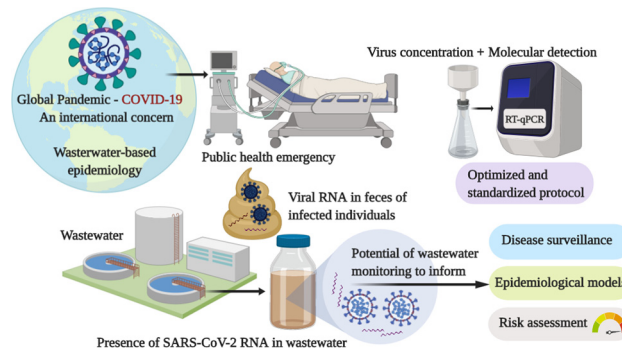 Global Pandemic - COVID-19
An international concern
Wasterwater-based
epidemiology
Public health emergency
Virus concentration + Molecular detection
RT-qPCR
Optimized and
standardized protocol
Viral RNA in feces of
infected individuals
Wastewater
Potential of wastewater
monitoring to inform
Disease surveillance
Epidemiological models
Risk assessment
Presence of SARS-CoV-2 RNA in wastewater